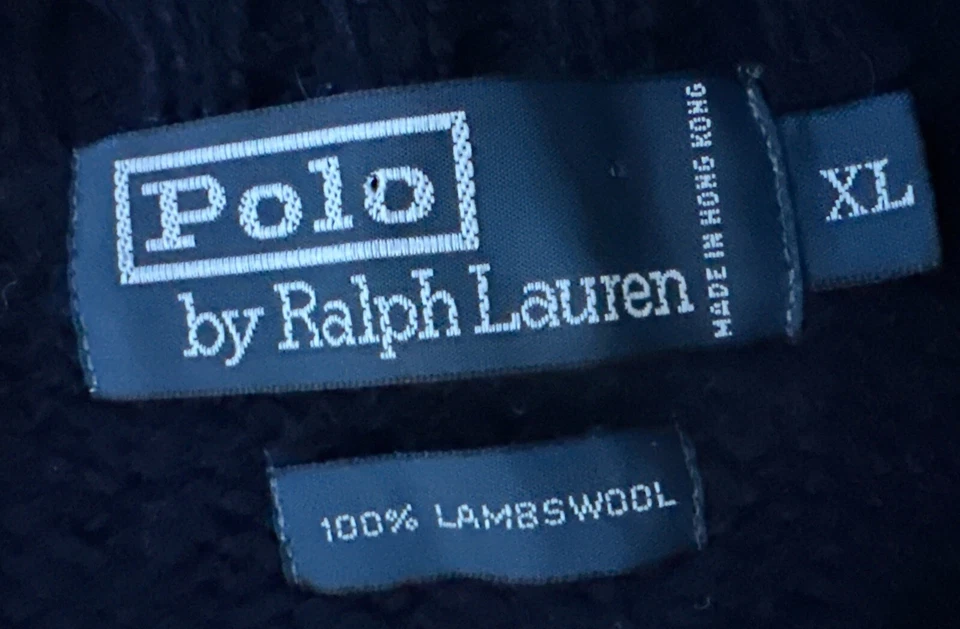 Polo
by Ralph Lauren
MADE IN HONG KONG
XL
100% LAMBSWOOL